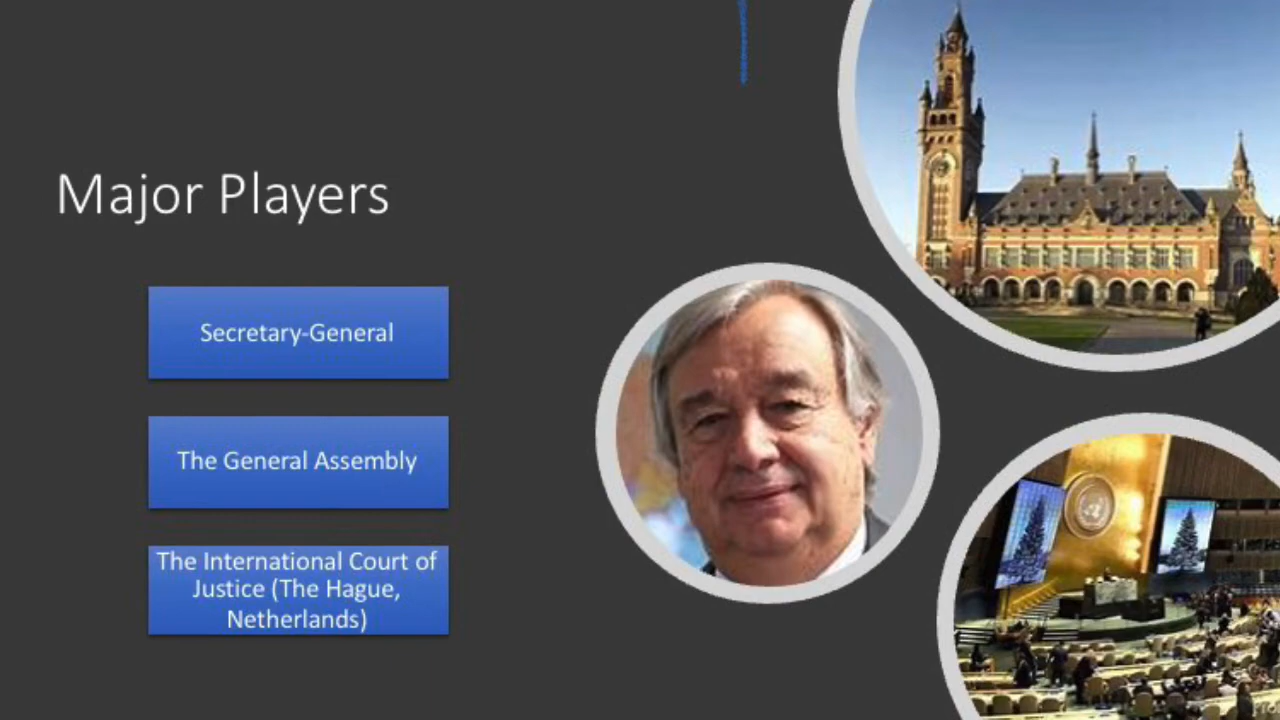 Major Players
Secretary-General
The General Assembly
The International Court of
Justice (The Hague,
Netherlands)